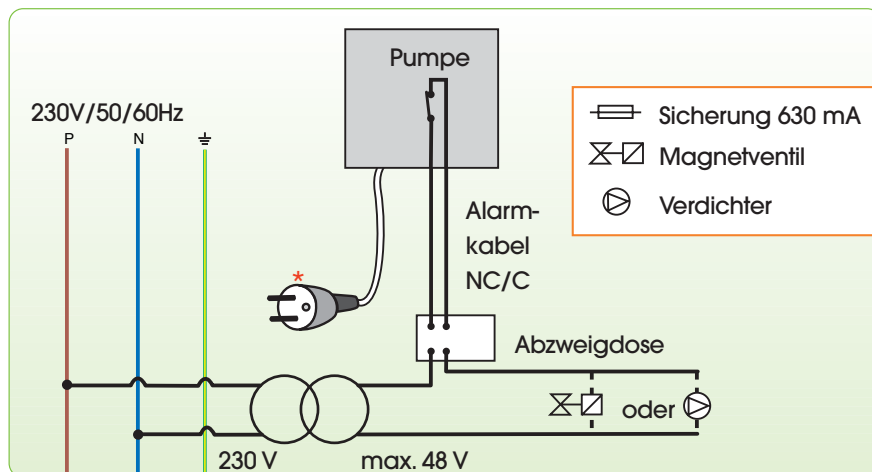 Pumpe
230V/50/60Hz
P
N
Sicherung 630 mA
Magnetventil
Verdichter
Alarm-
kabel
NC/C
*
Abzweigdose
oder
230 V
max. 48 V